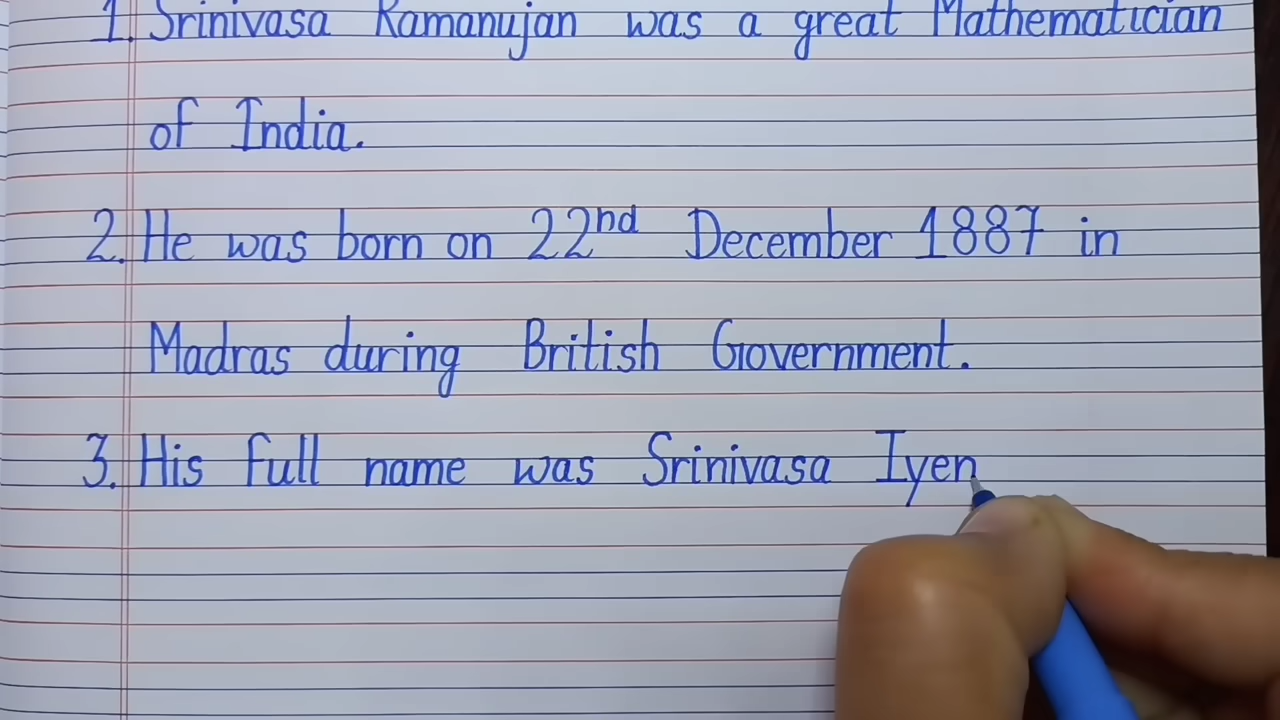 1. Srinivasa Ramanujan was a great Mathematician
of India.
2. He was born on 22nd December 1887 in
Madras during British Government.
3. His full name was Srinivasa Iyen